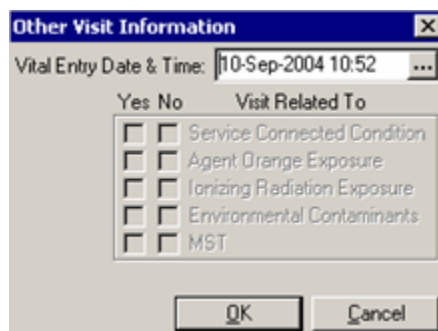 Other Visit Information
Vital Entry Date & Time: 10-Sep-2004 10:52 ...
Yes No Visit Related To
Service Connected Condition
Agent Orange Exposure
Ionizing Radiation Exposure
Environmental Contaminants
MST
OK Cancel